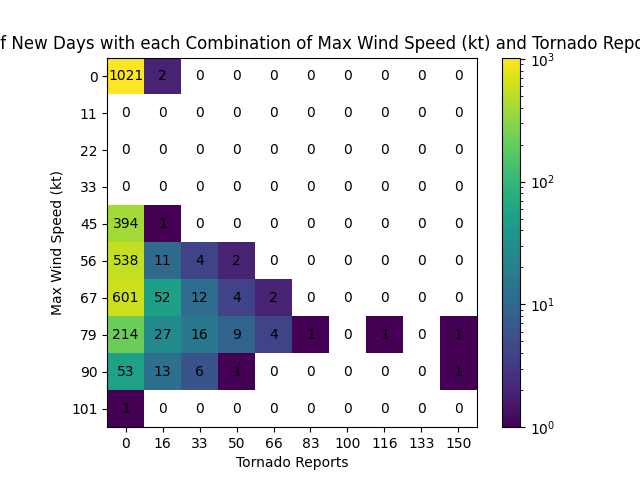 f New Days with each Combination of Max Wind Speed (kt) and Tornado Repo
0 1021 2 0 0 0 0 0 0 0 0
11 0 0 0 0 0 0 0 0 0 0
22 0 0 0 0 0 0 0 0 0 0
33 0 0 0 0 0 0 0 0 0 0
45 394 1 0 0 0 0 0 0 0 0
56 538 11 4 2 0 0 0 0 0 0
67 601 52 12 4 2 0 0 0 0 0
79 214 27 16 9 4 1 0 1 0 1
90 53 13 6 1 0 0 0 0 0 1
101 1 0 0 0 0 0 0 0 0 0
0 16 33 50 66 83 100 116 133 150
Tornado Reports
Max Wind Speed (kt)
10³
10²
10¹
10⁰